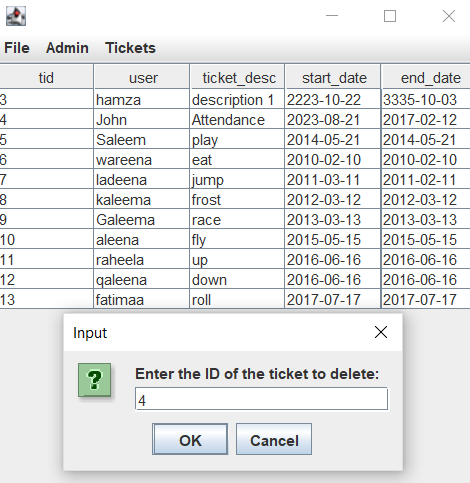 File Admin Tickets
tid user ticket_desc start_date end_date
3 hamza description 1 2223-10-22 3335-10-03
4 John Attendance 2023-08-21 2017-02-12
5 Saleem play 2014-05-21 2014-05-21
6 wareena eat 2010-02-10 2010-02-10
7 ladeena jump 2011-03-11 2011-02-11
8 kaleema frost 2012-03-12 2012-03-12
9 Galeema race 2013-03-13 2013-03-13
10 aleena fly 2015-05-15 2015-05-15
11 raheela up 2016-06-16 2016-06-16
12 qaleena down 2016-06-16 2016-06-16
13 fatimaa roll 2017-07-17 2017-07-17
Input
Enter the ID of the ticket to delete:
4
OK Cancel